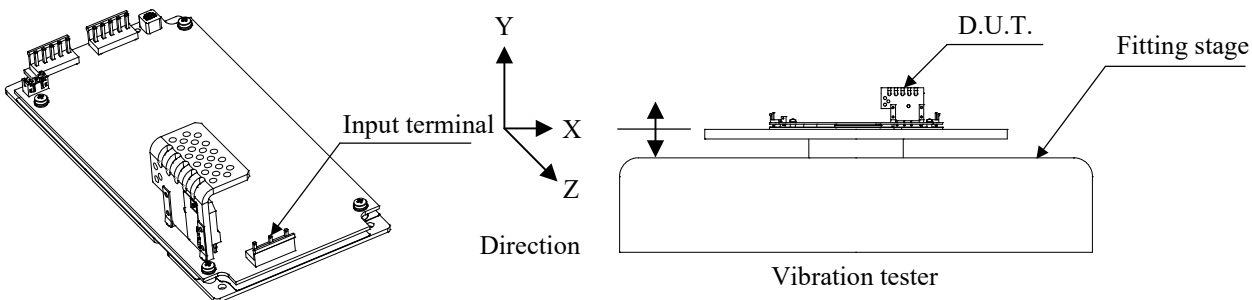 Y
D.U.T.
Fitting stage
Input terminal
X
Z
Direction
Vibration tester